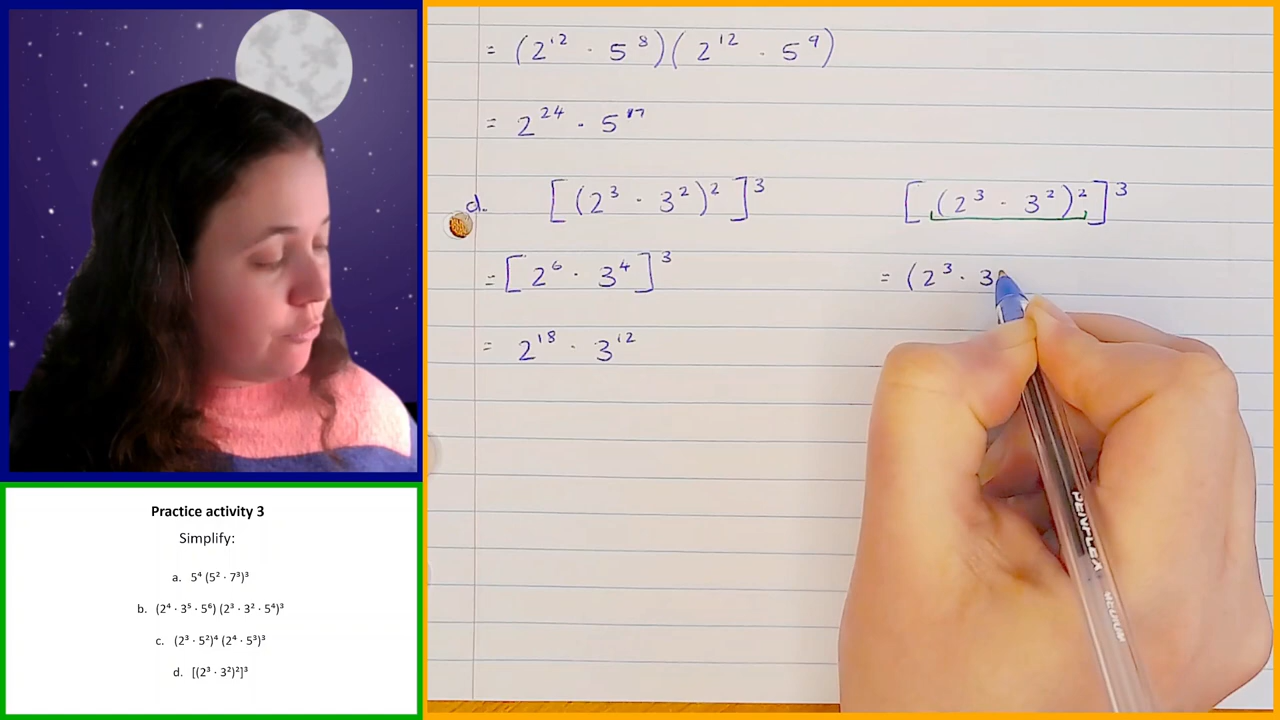 = (2¹² · 5⁸)(2¹² · 5⁹)
= 2²⁴ · 5¹⁷
d. [(2³ · 3²)²]³
= [2⁶ · 3⁴]³
= 2¹⁸ · 3¹²
[(2³ · 3²)²]³
= (2³ · 3
PENFLEX
MEDIUM
Practice activity 3
Simplify:
a. 5⁴ (5² · 7³)³
b. (2⁴ · 3⁵ · 5⁶) (2³ · 3² · 5⁴)³
c. (2³ · 5²)⁴ (2⁴ · 5³)³
d. [(2³ · 3²)²]³